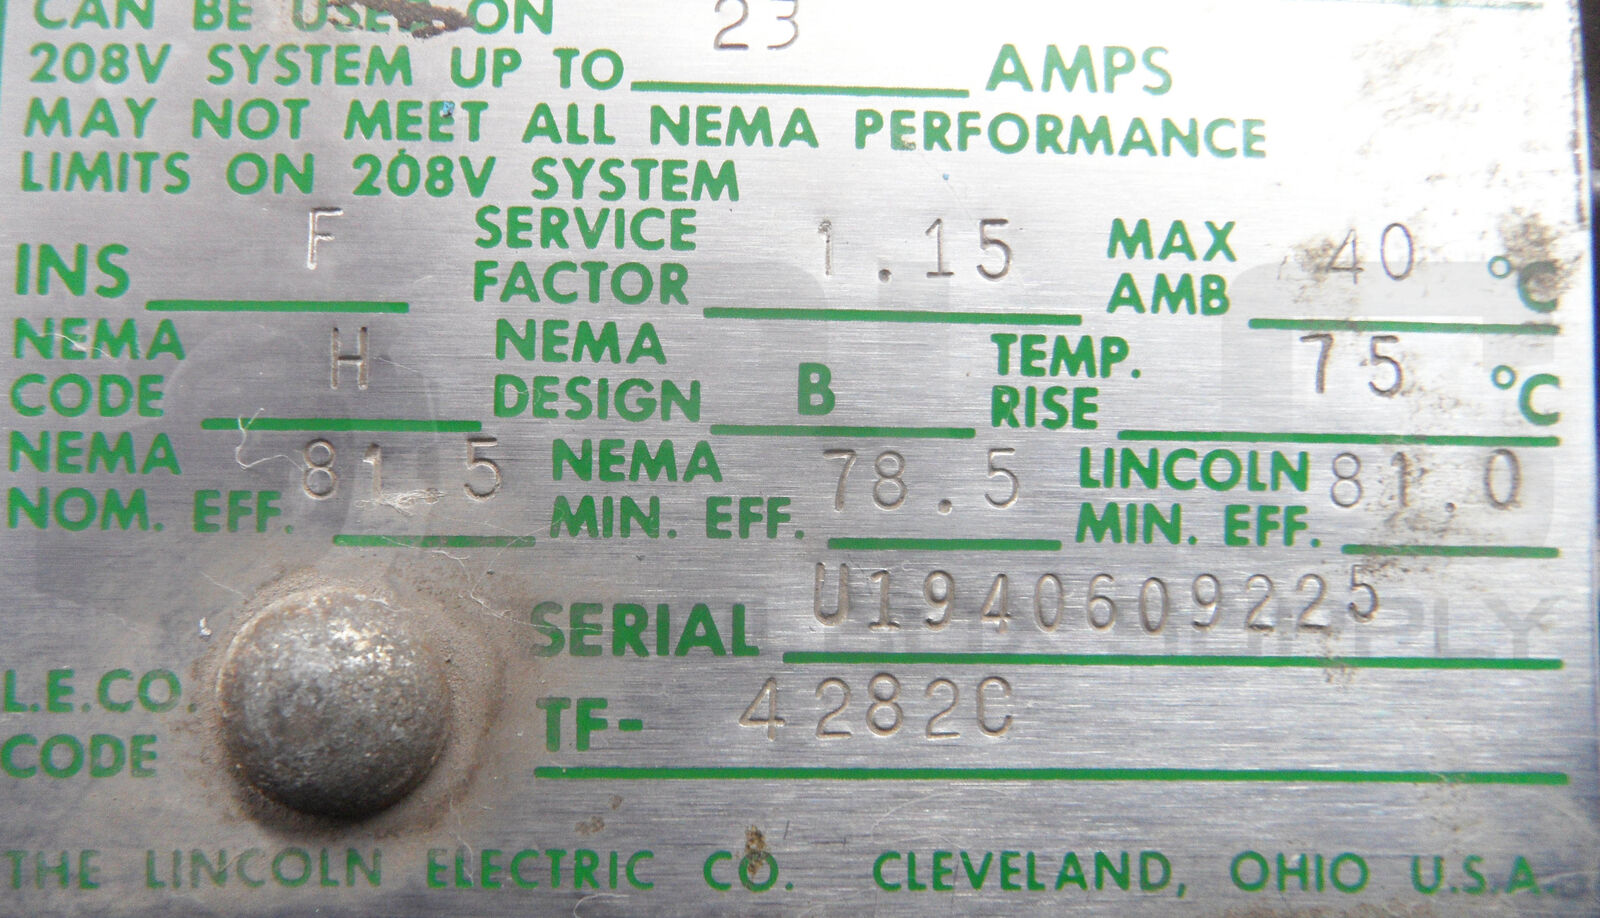 CAN BE USED ON 23
208V SYSTEM UP TO AMPS
MAY NOT MEET ALL NEMA PERFORMANCE
LIMITS ON 208V SYSTEM
INS F SERVICE FACTOR 1.15 MAX AMB 40 °C
NEMA CODE H NEMA DESIGN B TEMP. RISE 75 °C
NEMA NOM. EFF. 81.5 NEMA MIN. EFF. 78.5 LINCOLN MIN. EFF. 81.0
SERIAL U1940609225
L.E.CO. CODE TF- 4282C
THE LINCOLN ELECTRIC CO. CLEVELAND, OHIO U.S.A.